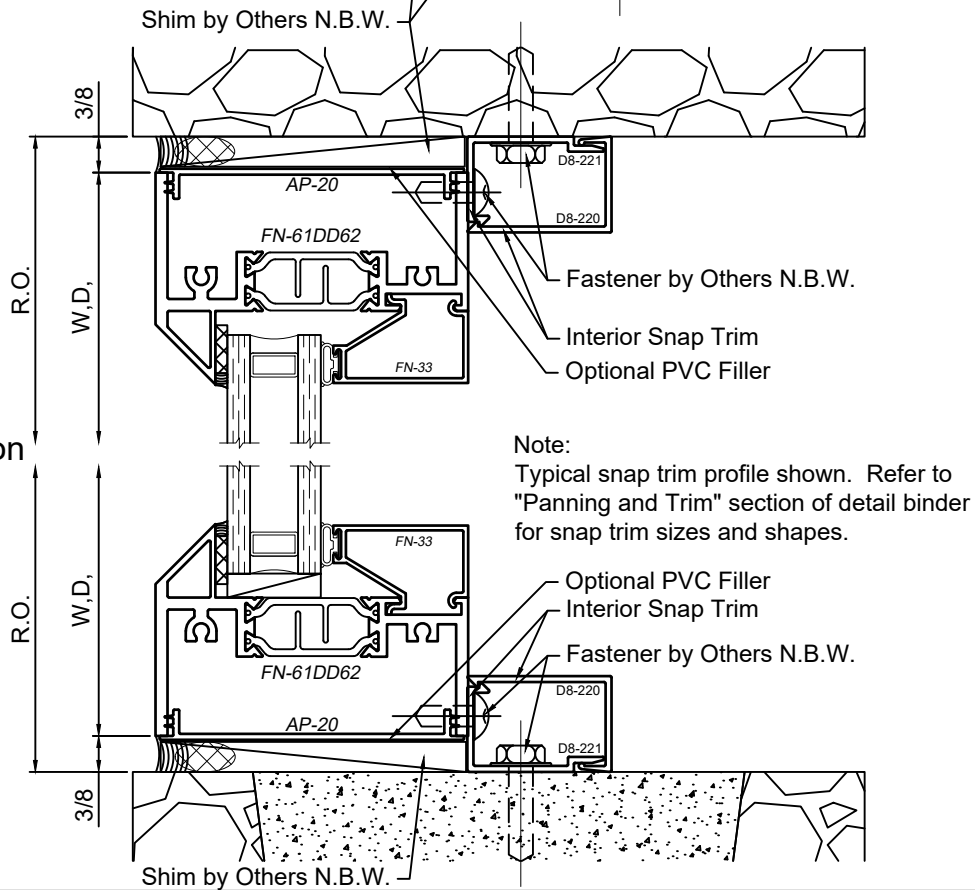 Shim by Others N.B.W.
3/8
D8-221
AP-20
D8-220
FN-61DD62
R.O.
W,D,
Fastener by Others N.B.W.
Interior Snap Trim
FN-33
Optional PVC Filler
on
Note:
Typical snap trim profile shown. Refer to
"Panning and Trim" section of detail binder
for snap trim sizes and shapes.
FN-33
Optional PVC Filler
Interior Snap Trim
R.O.
W,D,
Fastener by Others N.B.W.
FN-61DD62
D8-220
AP-20
D8-221
3/8
Shim by Others N.B.W.